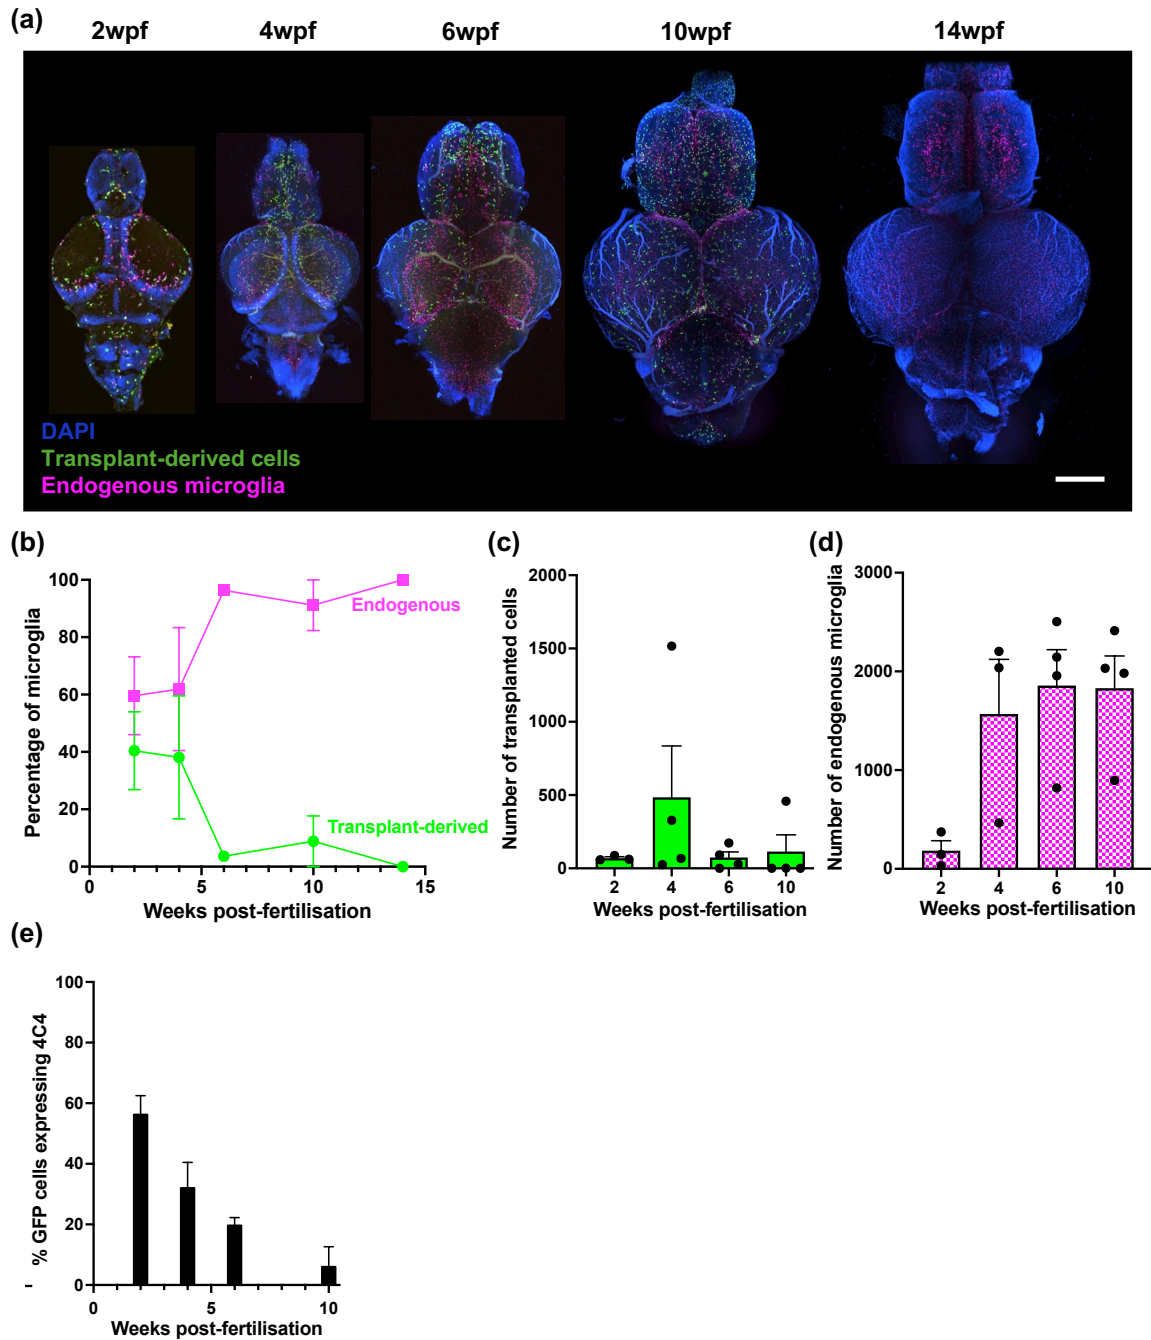 (a)
2wpf 4wpf 6wpf 10wpf 14wpf
DAPI
Transplant-derived cells
Endogenous microglia
(b)
Percentage of microglia
100
80
60
40
20
0
0 5 10 15
Endogenous
Transplant-derived
Weeks post-fertilisation
(c)
Number of transplanted cells
2000
1500
1000
500
0
2 4 6 10
Weeks post-fertilisation
(d)
Number of endogenous microglia
3000
2000
1000
0
2 4 6 10
Weeks post-fertilisation
(e)
% GFP cells expressing 4C4
100
80
60
40
20
0
0 5 10
Weeks post-fertilisation